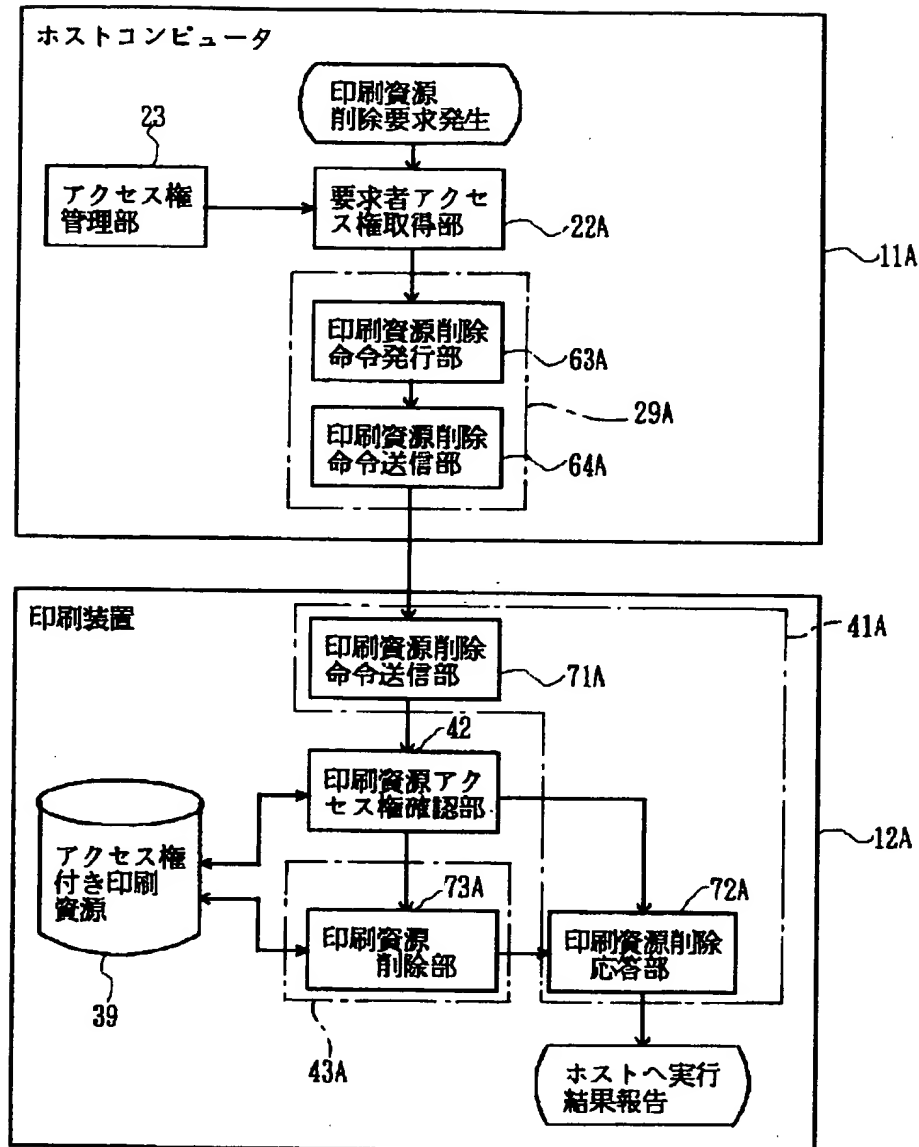 ホストコンピュータ
印刷資源
削除要求発生
23
アクセス権
管理部
要求者アクセ
ス権取得部
22A
11A
印刷資源削除
命令発行部
63A
29A
印刷資源削除
命令送信部
64A
印刷装置
41A
印刷資源削除
命令送信部
71A
42
印刷資源アク
セス権確認部
12A
アクセス権
付き印刷
資源
39
73A
印刷資源
削除部
43A
72A
印刷資源削除
応答部
ホストへ実行
結果報告